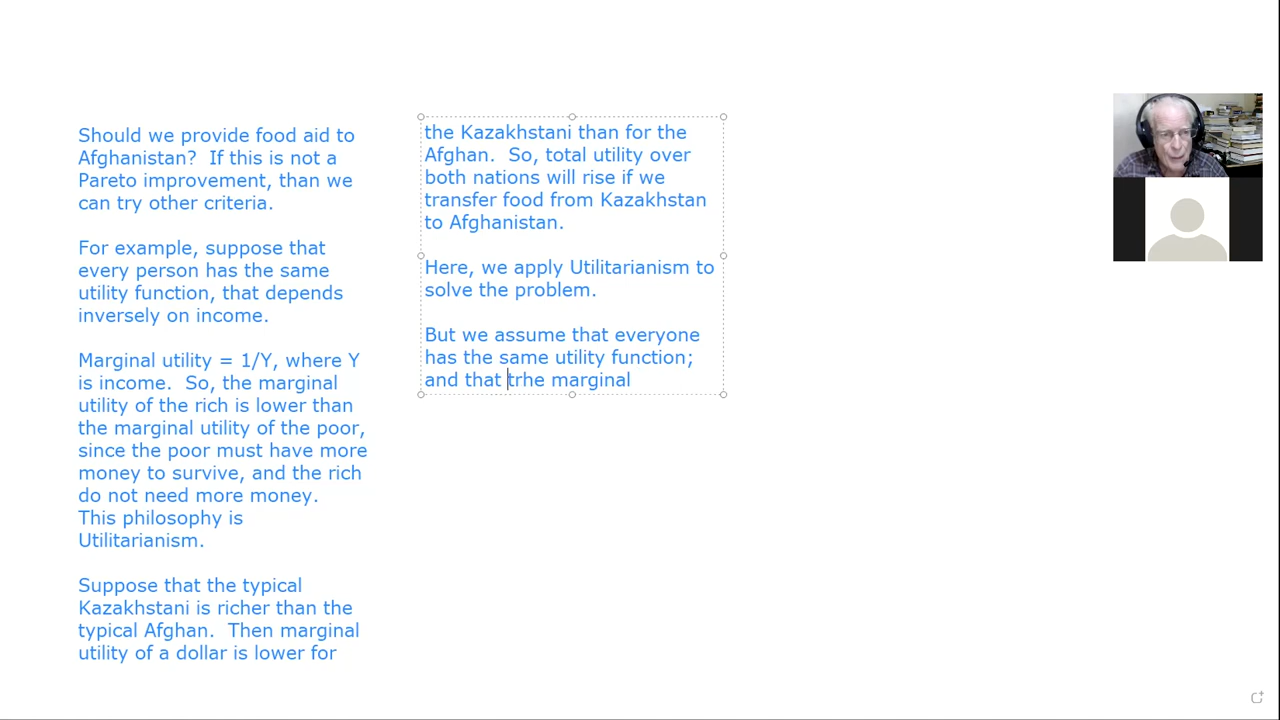 Should we provide food aid to
Afghanistan?  If this is not a
Pareto improvement, than we
can try other criteria.
For example, suppose that
every person has the same
utility function, that depends
inversely on income.
Marginal utility = 1/Y, where Y
is income.  So, the marginal
utility of the rich is lower than
the marginal utility of the poor,
since the poor must have more
money to survive, and the rich
do not need more money.
This philosophy is
Utilitarianism.
Suppose that the typical
Kazakhstani is richer than the
typical Afghan.  Then marginal
utility of a dollar is lower for
the Kazakhstani than for the
Afghan.  So, total utility over
both nations will rise if we
transfer food from Kazakhstan
to Afghanistan.
Here, we apply Utilitarianism to
solve the problem.
But we assume that everyone
has the same utility function;
and that trhe marginal